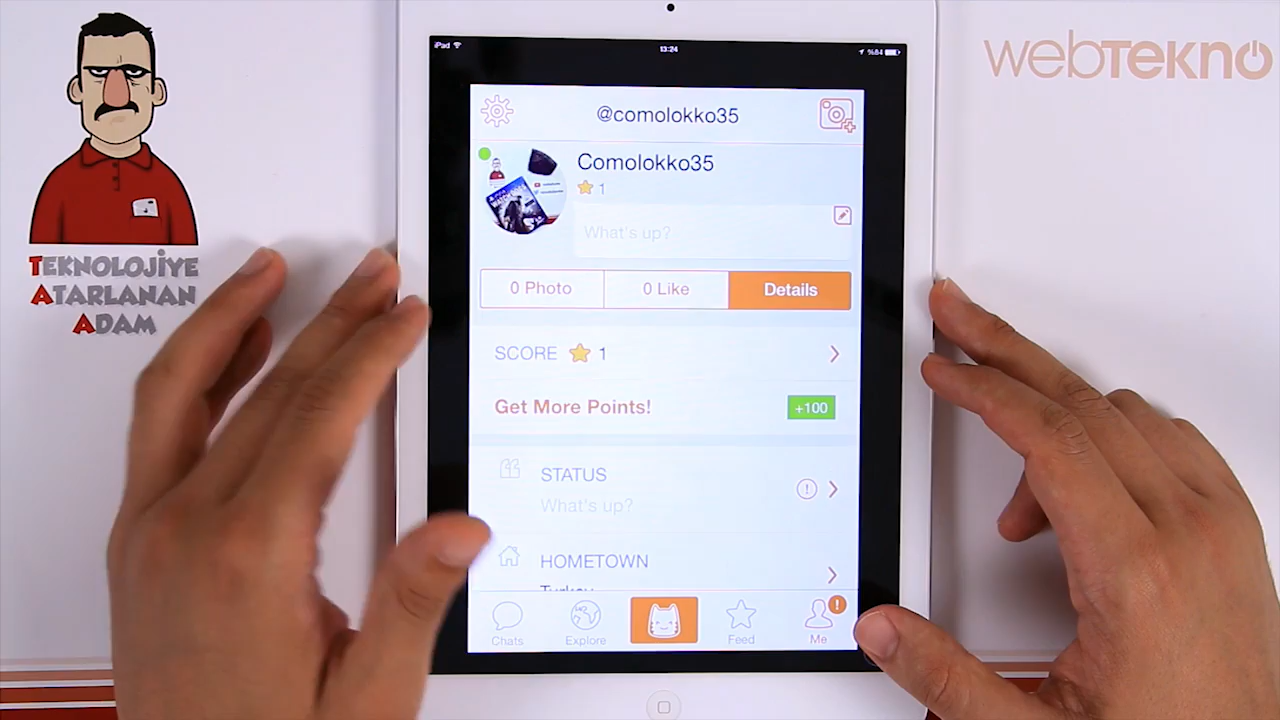 webTEKNO
TEKNOLOJİYE
ATARLANAN
ADAM
iPad
13:24
%84
@comolokko35
Comolokko35
1
What's up?
0 Photo
0 Like
Details
SCORE 1
Get More Points!
+100
STATUS
What's up?
HOMETOWN
Turkey
Chats
Explore
Feed
Me